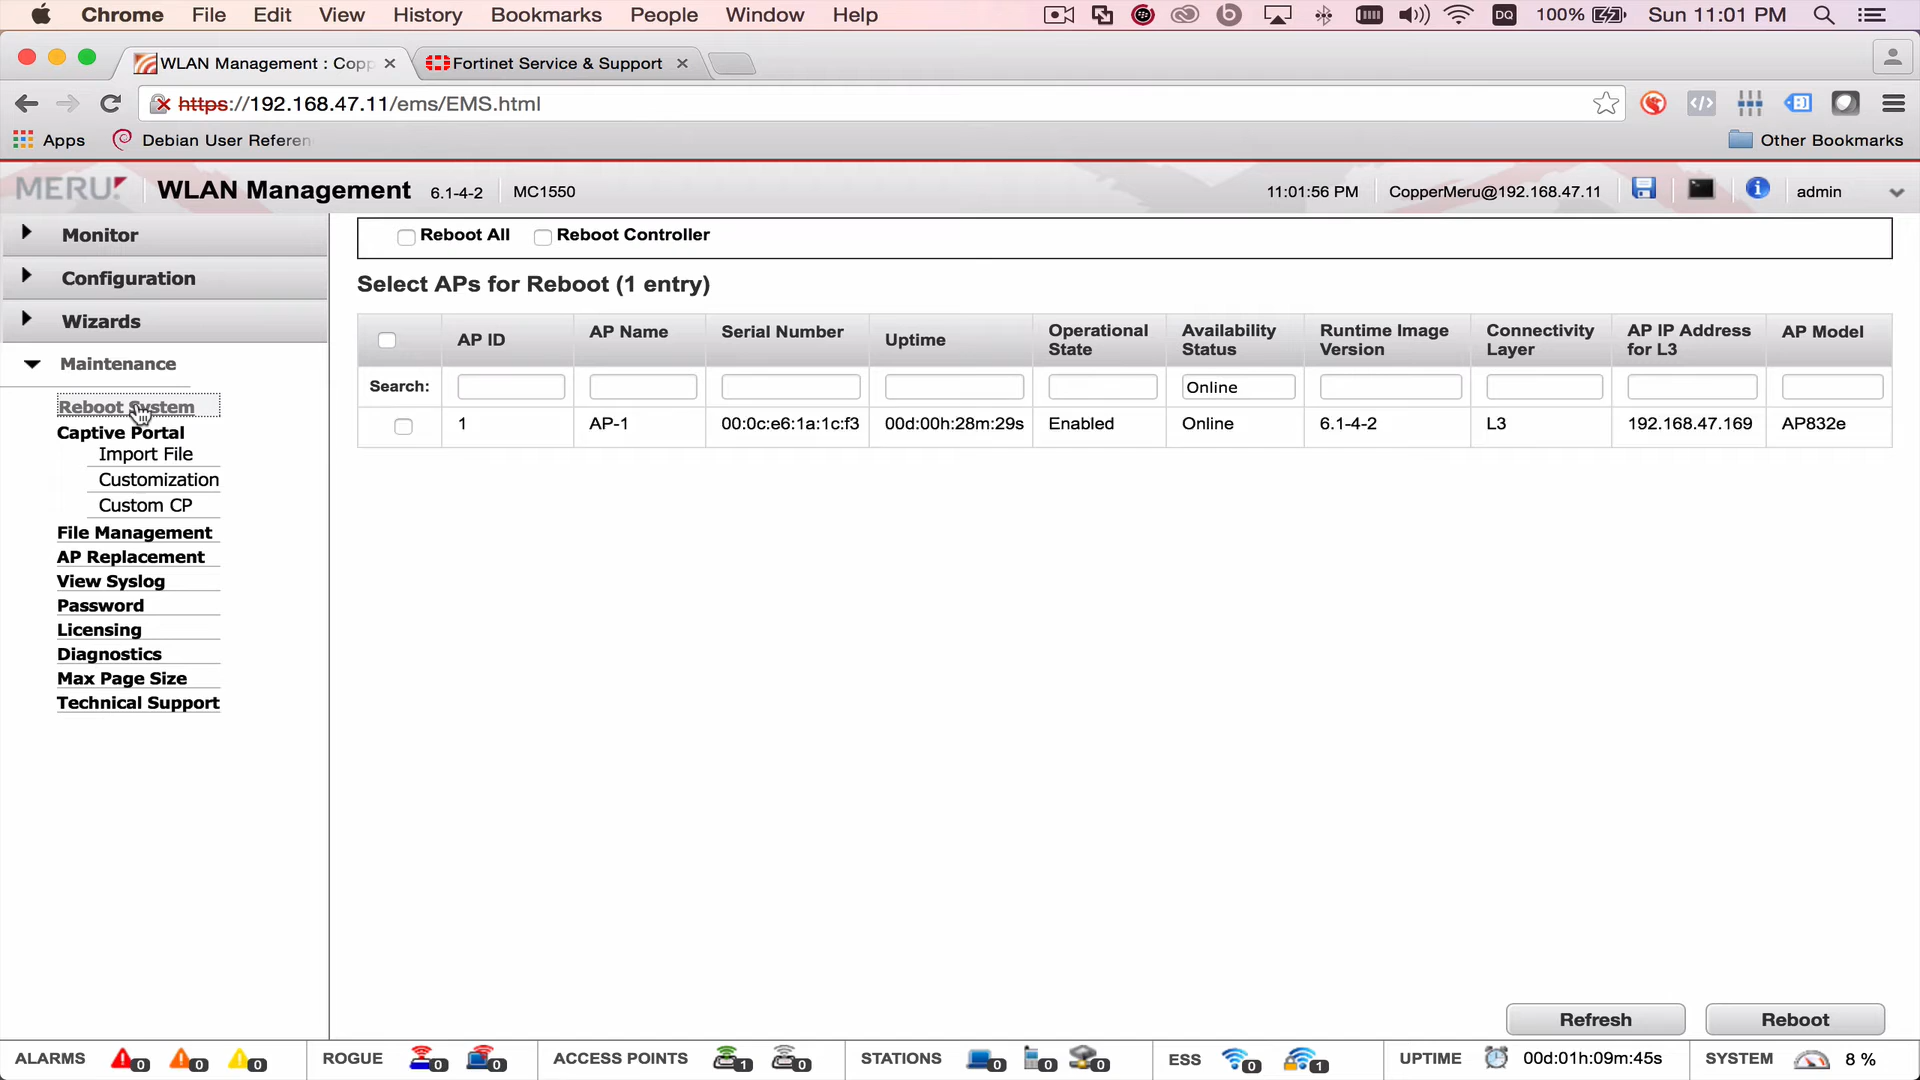 Chrome File Edit View History Bookmarks People Window Help DQ 100% Sun 11:01 PM
WLAN Management : Copp Fortinet Service & Support
https://192.168.47.11/ems/EMS.html
Apps Debian User Referen Other Bookmarks
MERU WLAN Management 6.1-4-2 MC1550 11:01:56 PM CopperMeru@192.168.47.11 admin
Monitor
Configuration
Wizards
Maintenance
Reboot System
Captive Portal
Import File
Customization
Custom CP
File Management
AP Replacement
View Syslog
Password
Licensing
Diagnostics
Max Page Size
Technical Support
Reboot All Reboot Controller
Select APs for Reboot (1 entry)
AP ID AP Name Serial Number Uptime Operational State Availability Status Runtime Image Version Connectivity Layer AP IP Address for L3 AP Model
Search: Online
1 AP-1 00:0c:e6:1a:1c:f3 00d:00h:28m:29s Enabled Online 6.1-4-2 L3 192.168.47.169 AP832e
Refresh Reboot
ALARMS 0 0 0 ROGUE 0 0 ACCESS POINTS 1 0 STATIONS 0 0 0 ESS 0 1 UPTIME 00d:01h:09m:45s SYSTEM 8 %